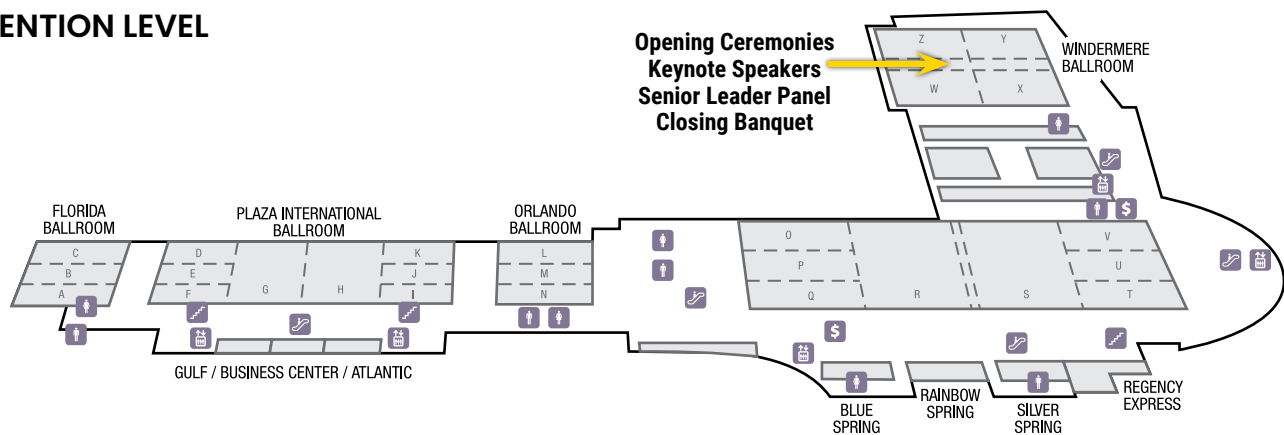 ENTION LEVEL
Opening Ceremonies
Keynote Speakers
Senior Leader Panel
Closing Banquet
Z
Y
W
X
WINDERMERE
BALLROOM
$
FLORIDA
BALLROOM
C
B
A
PLAZA INTERNATIONAL
BALLROOM
D
E
F
G
H
K
J
I
ORLANDO
BALLROOM
L
M
N
O
P
Q
R
S
V
U
T
$
GULF / BUSINESS CENTER / ATLANTIC
BLUE
SPRING
RAINBOW
SPRING
SILVER
SPRING
REGENCY
EXPRESS